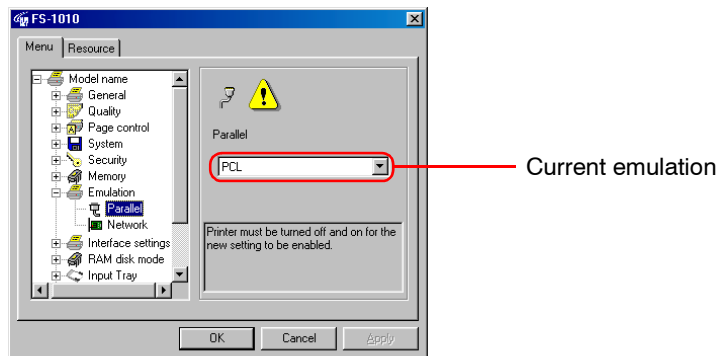 FS-1010
Menu
Resource
Model name
General
Quality
Page control
System
Security
Memory
Emulation
Parallel
Network
Interface settings
RAM disk mode
Input Tray
Parallel
PCL
Current emulation
Printer must be turned off and on for the
new setting to be enabled.
OK
Cancel
Apply